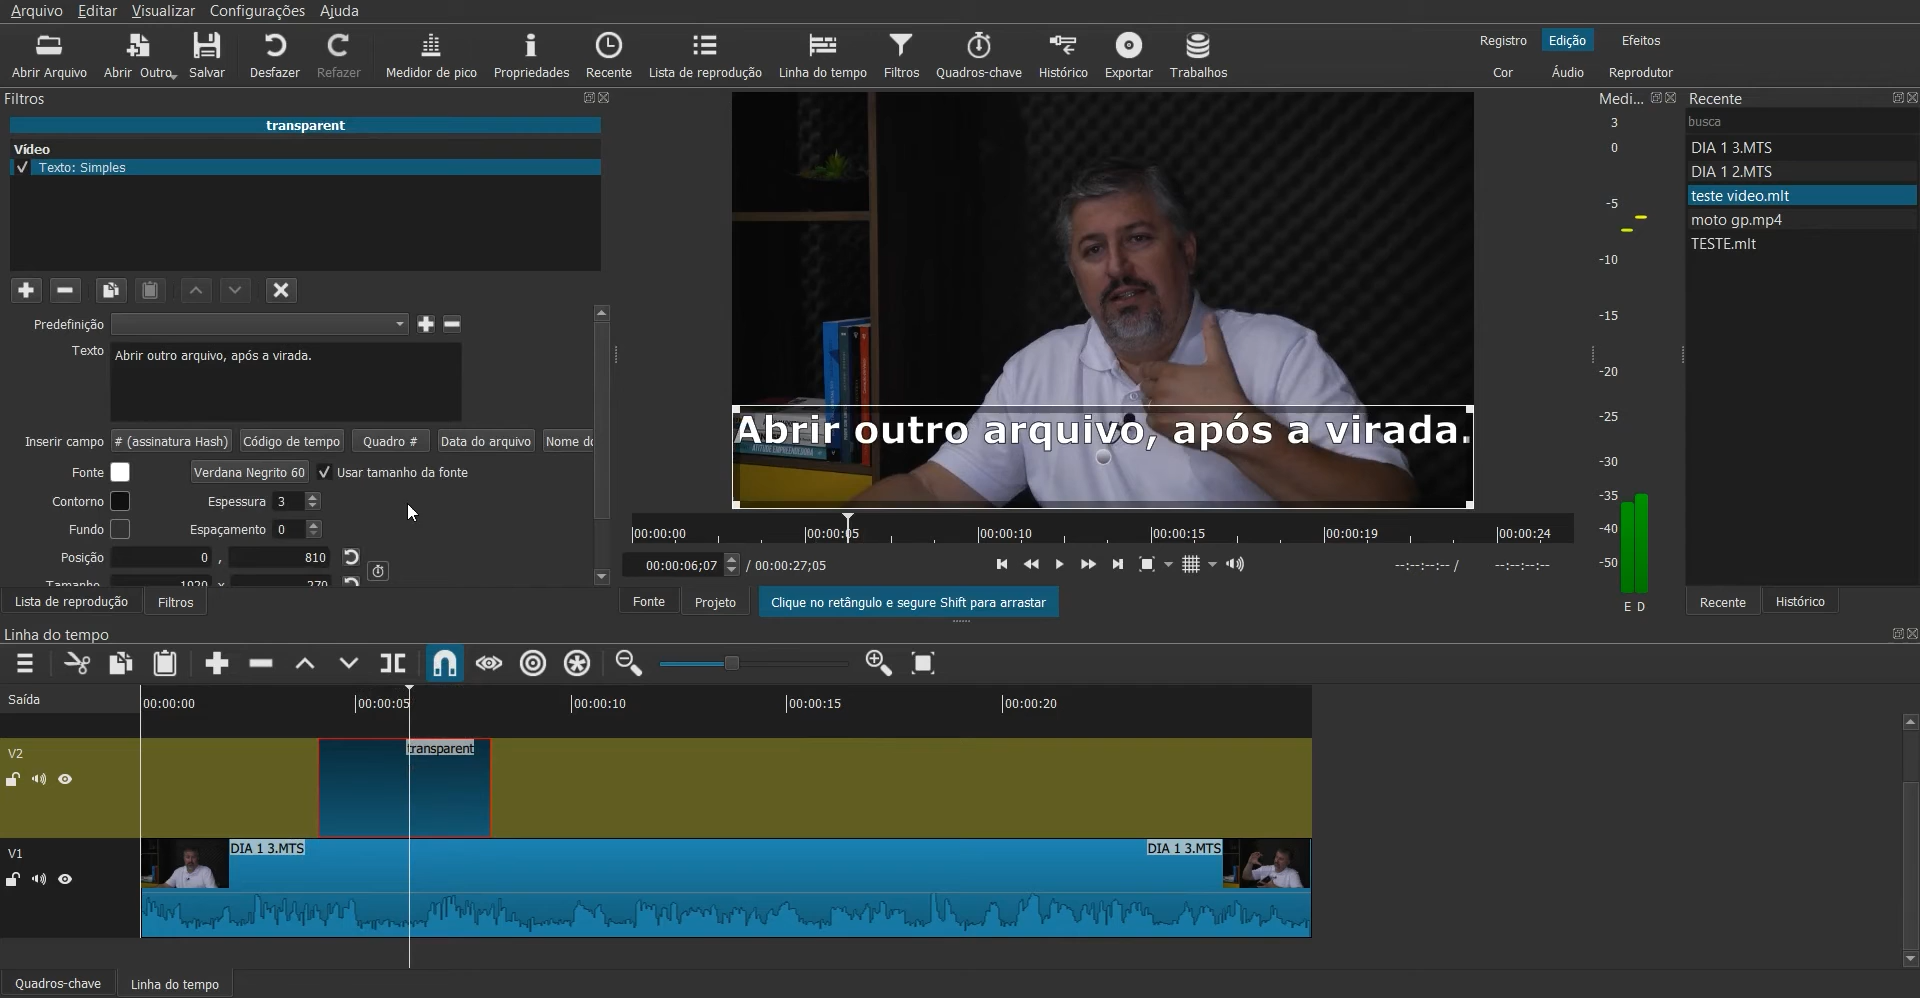 Arquivo Editar Visualizar Configurações Ajuda
Abrir Arquivo Abrir Outro Salvar Desfazer Refazer Medidor de pico Propriedades Recente Lista de reprodução Linha do tempo Filtros Quadros-chave Histórico Exportar Trabalhos
Registro Edição Efeitos
Cor Áudio Reprodutor
Filtros
transparent
Vídeo
Texto: Simples
Predefinição
Texto Abrir outro arquivo, após a virada.
Inserir campo # (assinatura Hash) Código de tempo Quadro # Data do arquivo Nome do
Fonte Verdana Negrito 60 Usar tamanho da fonte
Contorno Espessura 3
Fundo Espaçamento 0
Posição 0 , 810
Tamanho 1920 x 270
Lista de reprodução Filtros
Abrir outro arquivo, após a virada.
00:00:00 00:00:05 00:00:10 00:00:15 00:00:19 00:00:24
00:00:06;07 / 00:00:27;05 --:--:--:-- / --:--:--:--
Fonte Projeto Clique no retângulo e segure Shift para arrastar
Medi...
3
0
-5
-10
-15
-20
-25
-30
-35
-40
-50
E D
Recente
busca
DIA 1 3.MTS
DIA 1 2.MTS
teste video.mlt
moto gp.mp4
TESTE.mlt
Recente Histórico
Linha do tempo
Saída 00:00:00 00:00:05 00:00:10 00:00:15 00:00:20
V2 transparent
V1 DIA 1 3.MTS DIA 1 3.MTS
Quadros-chave Linha do tempo